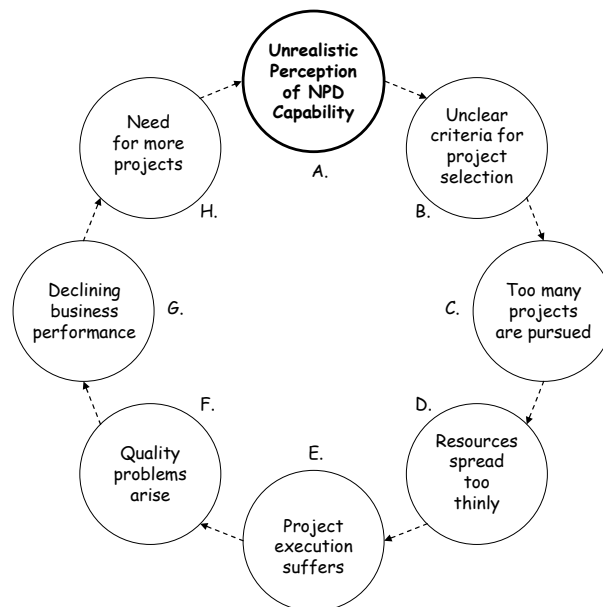 Unrealistic
Perception
of NPD
Capability
A.
Unclear
criteria for
project
selection
B.
Too many
projects
are pursued
C.
Resources
spread
too
thinly
D.
Project
execution
suffers
E.
Quality
problems
arise
F.
Declining
business
performance
G.
Need
for more
projects
H.